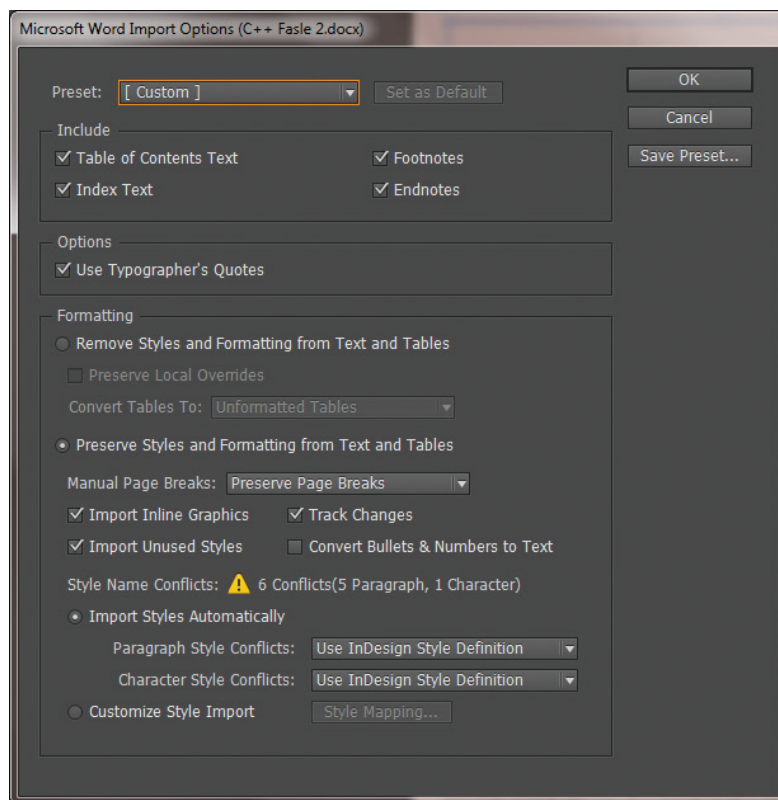 Microsoft Word Import Options (C++ Fasle 2.docx)
Preset: [ Custom ] Set as Default OK
Cancel
Save Preset...
Include
Table of Contents Text Footnotes
Index Text Endnotes
Options
Use Typographer's Quotes
Formatting
Remove Styles and Formatting from Text and Tables
Preserve Local Overrides
Convert Tables To: Unformatted Tables
Preserve Styles and Formatting from Text and Tables
Manual Page Breaks: Preserve Page Breaks
Import Inline Graphics Track Changes
Import Unused Styles Convert Bullets & Numbers to Text
Style Name Conflicts: 6 Conflicts(5 Paragraph, 1 Character)
Import Styles Automatically
Paragraph Style Conflicts: Use InDesign Style Definition
Character Style Conflicts: Use InDesign Style Definition
Customize Style Import Style Mapping...